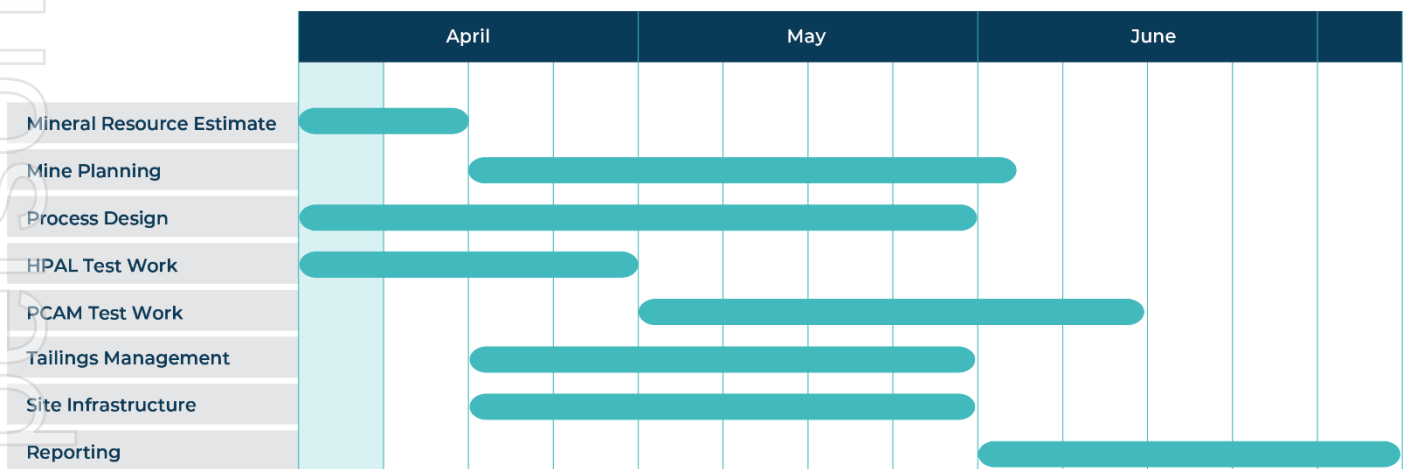 April May June
Mineral Resource Estimate
Mine Planning
Process Design
HPAL Test Work
PCAM Test Work
Tailings Management
Site Infrastructure
Reporting